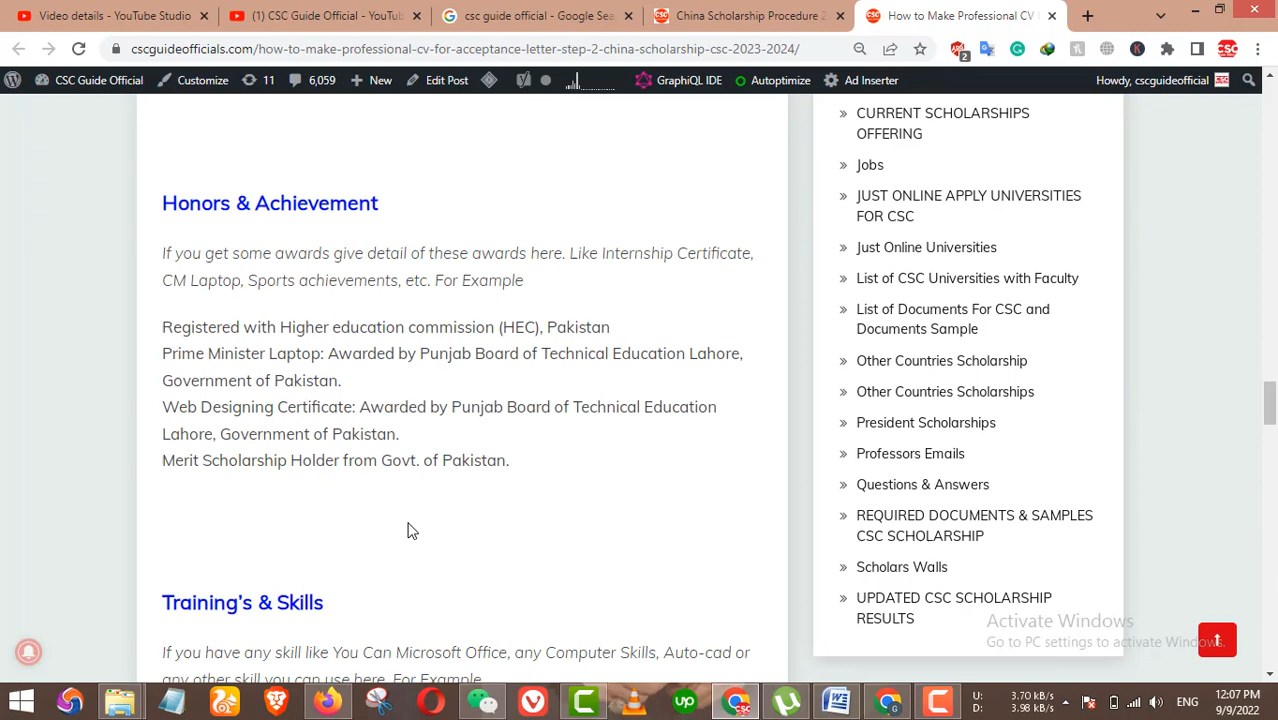 Video details - YouTube Studio
(1) CSC Guide Official - YouTub
csc guide official - Google Sea
China Scholarship Procedure 2
How to Make Professional CV
cscguideofficials.com/how-to-make-professional-cv-for-acceptance-letter-step-2-china-scholarship-csc-2023-2024/
CSC Guide Official
Customize
11
6,059
New
Edit Post
GraphiQL IDE
Autoptimize
Ad Inserter
Howdy, cscguideofficial
Honors & Achievement
If you get some awards give detail of these awards here. Like Internship Certificate,
CM Laptop, Sports achievements, etc. For Example
Registered with Higher education commission (HEC), Pakistan
Prime Minister Laptop: Awarded by Punjab Board of Technical Education Lahore,
Government of Pakistan.
Web Designing Certificate: Awarded by Punjab Board of Technical Education
Lahore, Government of Pakistan.
Merit Scholarship Holder from Govt. of Pakistan.
Training's & Skills
If you have any skill like You Can Microsoft Office, any Computer Skills, Auto-cad or
any other skill you can use here. For Example
CURRENT SCHOLARSHIPS
OFFERING
Jobs
JUST ONLINE APPLY UNIVERSITIES
FOR CSC
Just Online Universities
List of CSC Universities with Faculty
List of Documents For CSC and
Documents Sample
Other Countries Scholarship
Other Countries Scholarships
President Scholarships
Professors Emails
Questions & Answers
REQUIRED DOCUMENTS & SAMPLES
CSC SCHOLARSHIP
Scholars Walls
UPDATED CSC SCHOLARSHIP
RESULTS
Activate Windows
Go to PC settings to activate Windows.
U: 3.70 kB/s
D: 3.98 kB/s
ENG
12:07 PM
9/9/2022